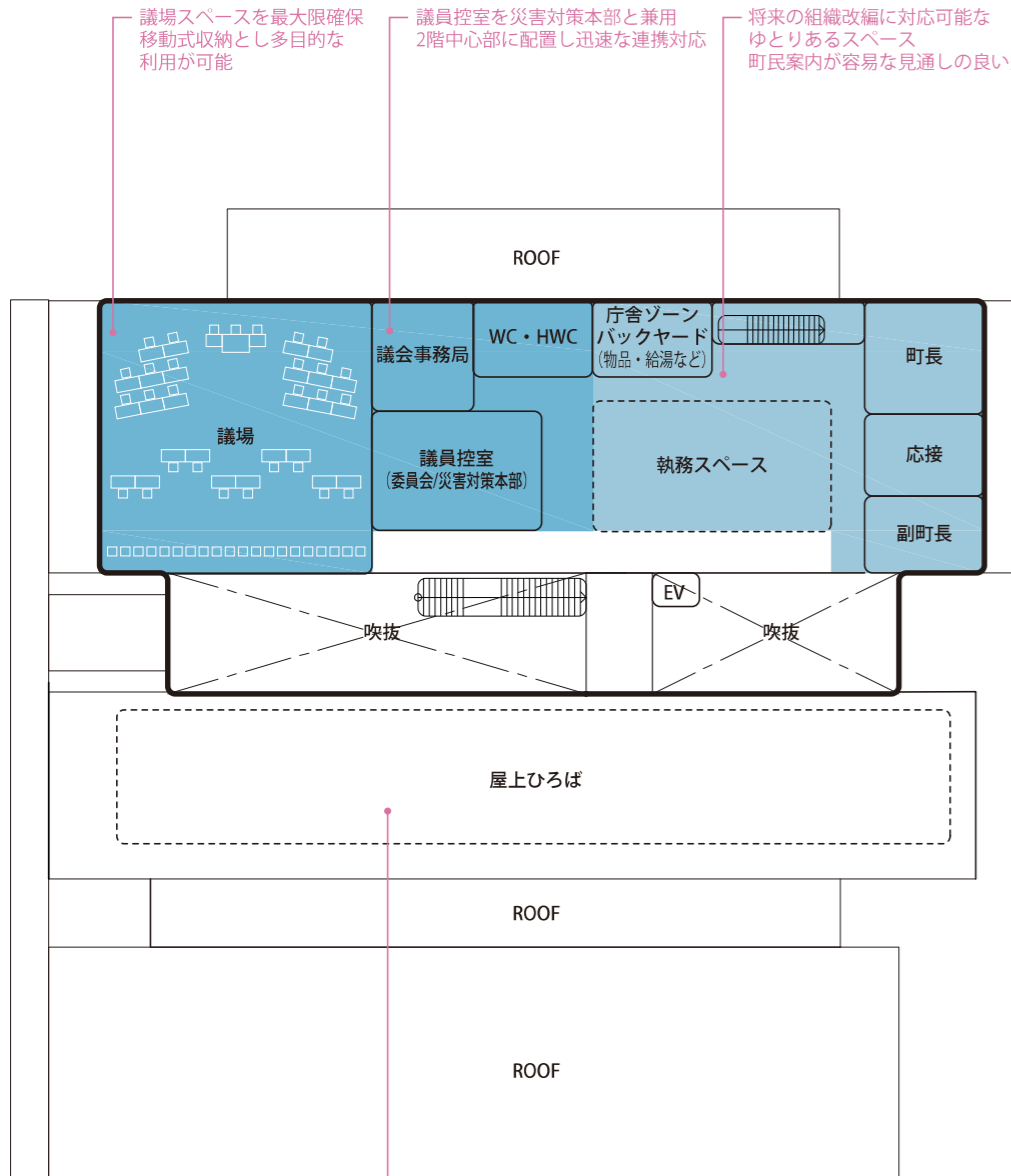 議場スペースを最大限確保
移動式収納とし多目的な
利用が可能
議員控室を災害対策本部と兼用
2階中心部に配置し迅速な連携対応
将来の組織改編に対応可能な
ゆとりあるスペース
町民案内が容易な見通しの良い
ROOF
議会事務局
WC・HWC
庁舎ゾーン
バックヤード
(物品・給湯など)
町長
議場
議員控室
(委員会/災害対策本部)
執務スペース
応接
副町長
EV
吹抜
吹抜
屋上ひろば
ROOF
ROOF